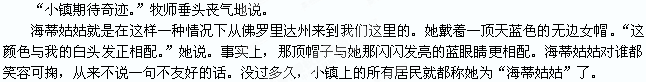 “小镇期待奇迹。”牧师垂头丧气地说。
海蒂姑姑就是在这样一种情况下从佛罗里达州来到我们这里的。她戴着一顶天蓝色的无边女帽。“这
颜色与我的白头发正相配。”她说。事实上，那顶帽子与她那闪闪发亮的蓝眼睛更相配。海蒂姑姑对谁都
笑容可掬，从来不说一句不友好的话。没过多久，小镇上的所有居民就都称她为“海蒂姑姑”了。